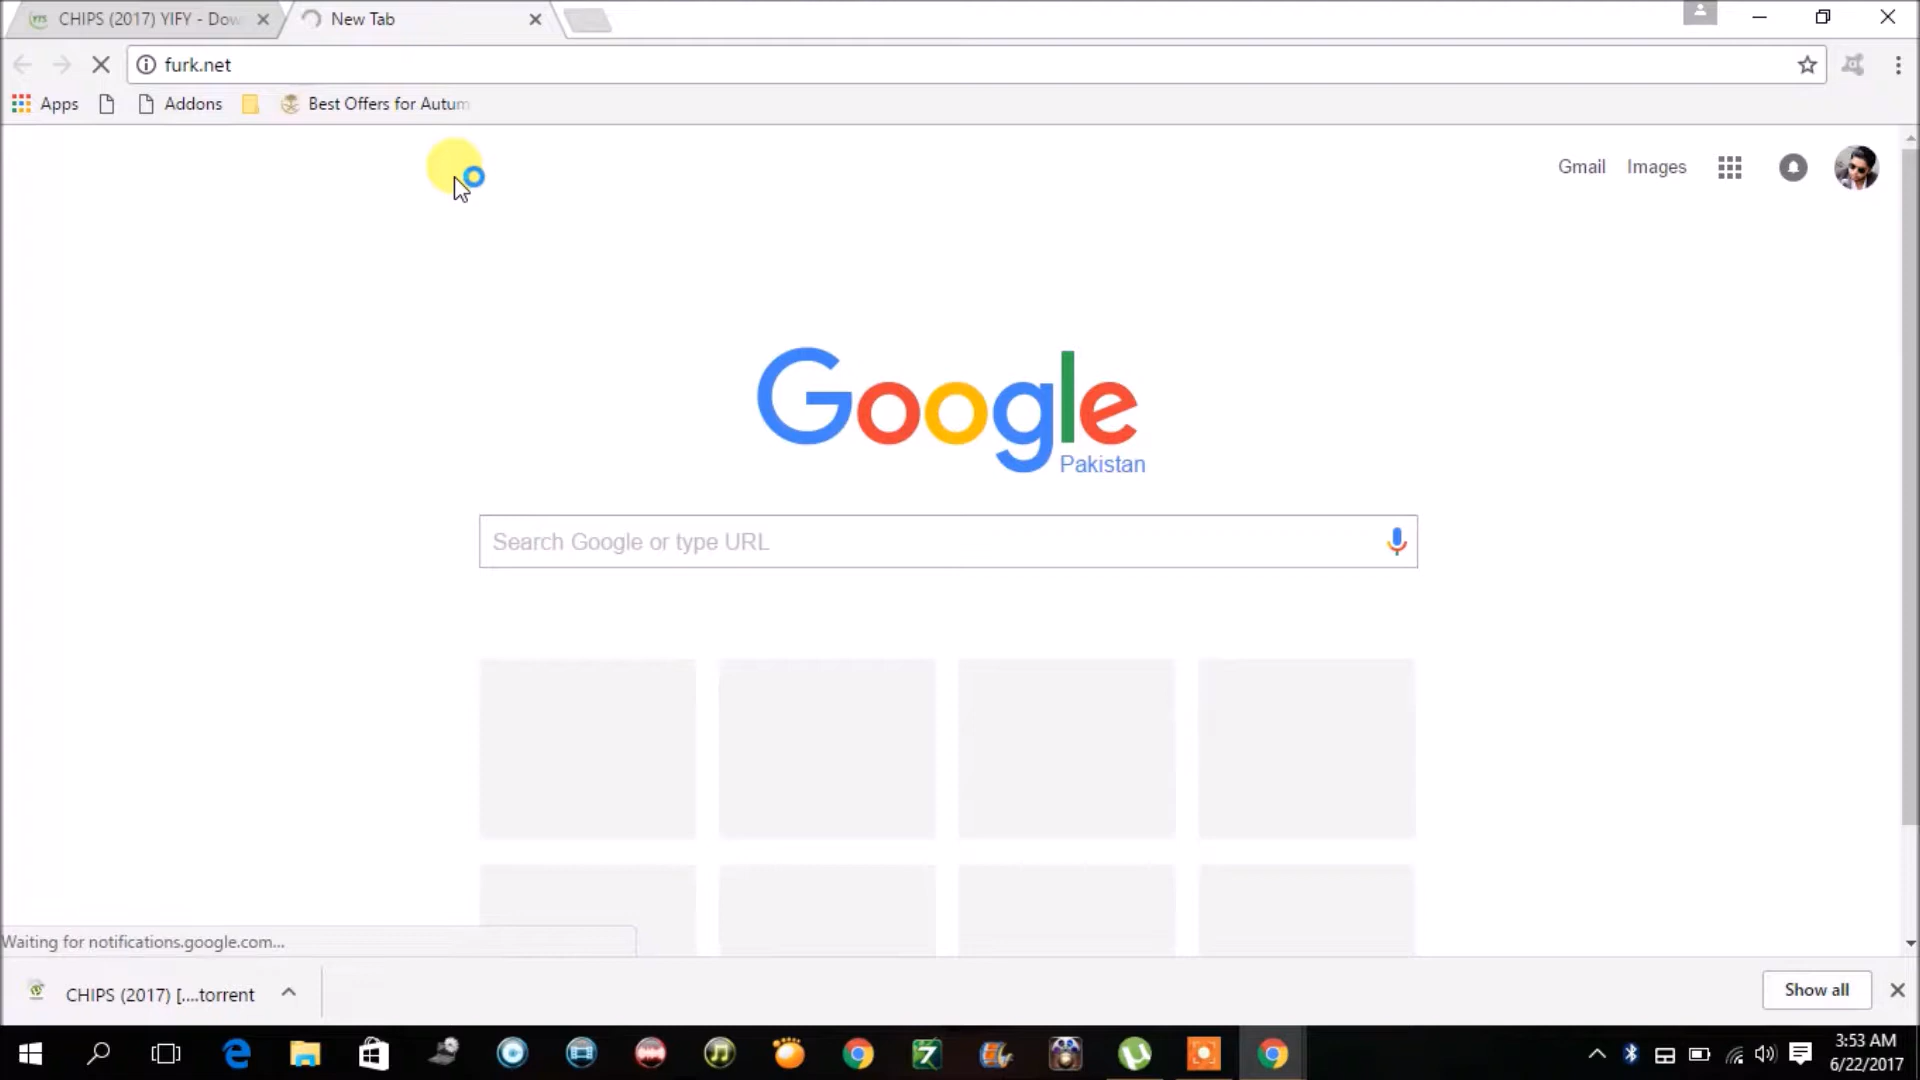 CHIPS (2017) YIFY - Dow
New Tab
furk.net
Apps
Addons
Best Offers for Autum
Gmail
Images
Google
Pakistan
Search Google or type URL
Waiting for notifications.google.com...
CHIPS (2017) [....torrent
Show all
3:53 AM
6/22/2017